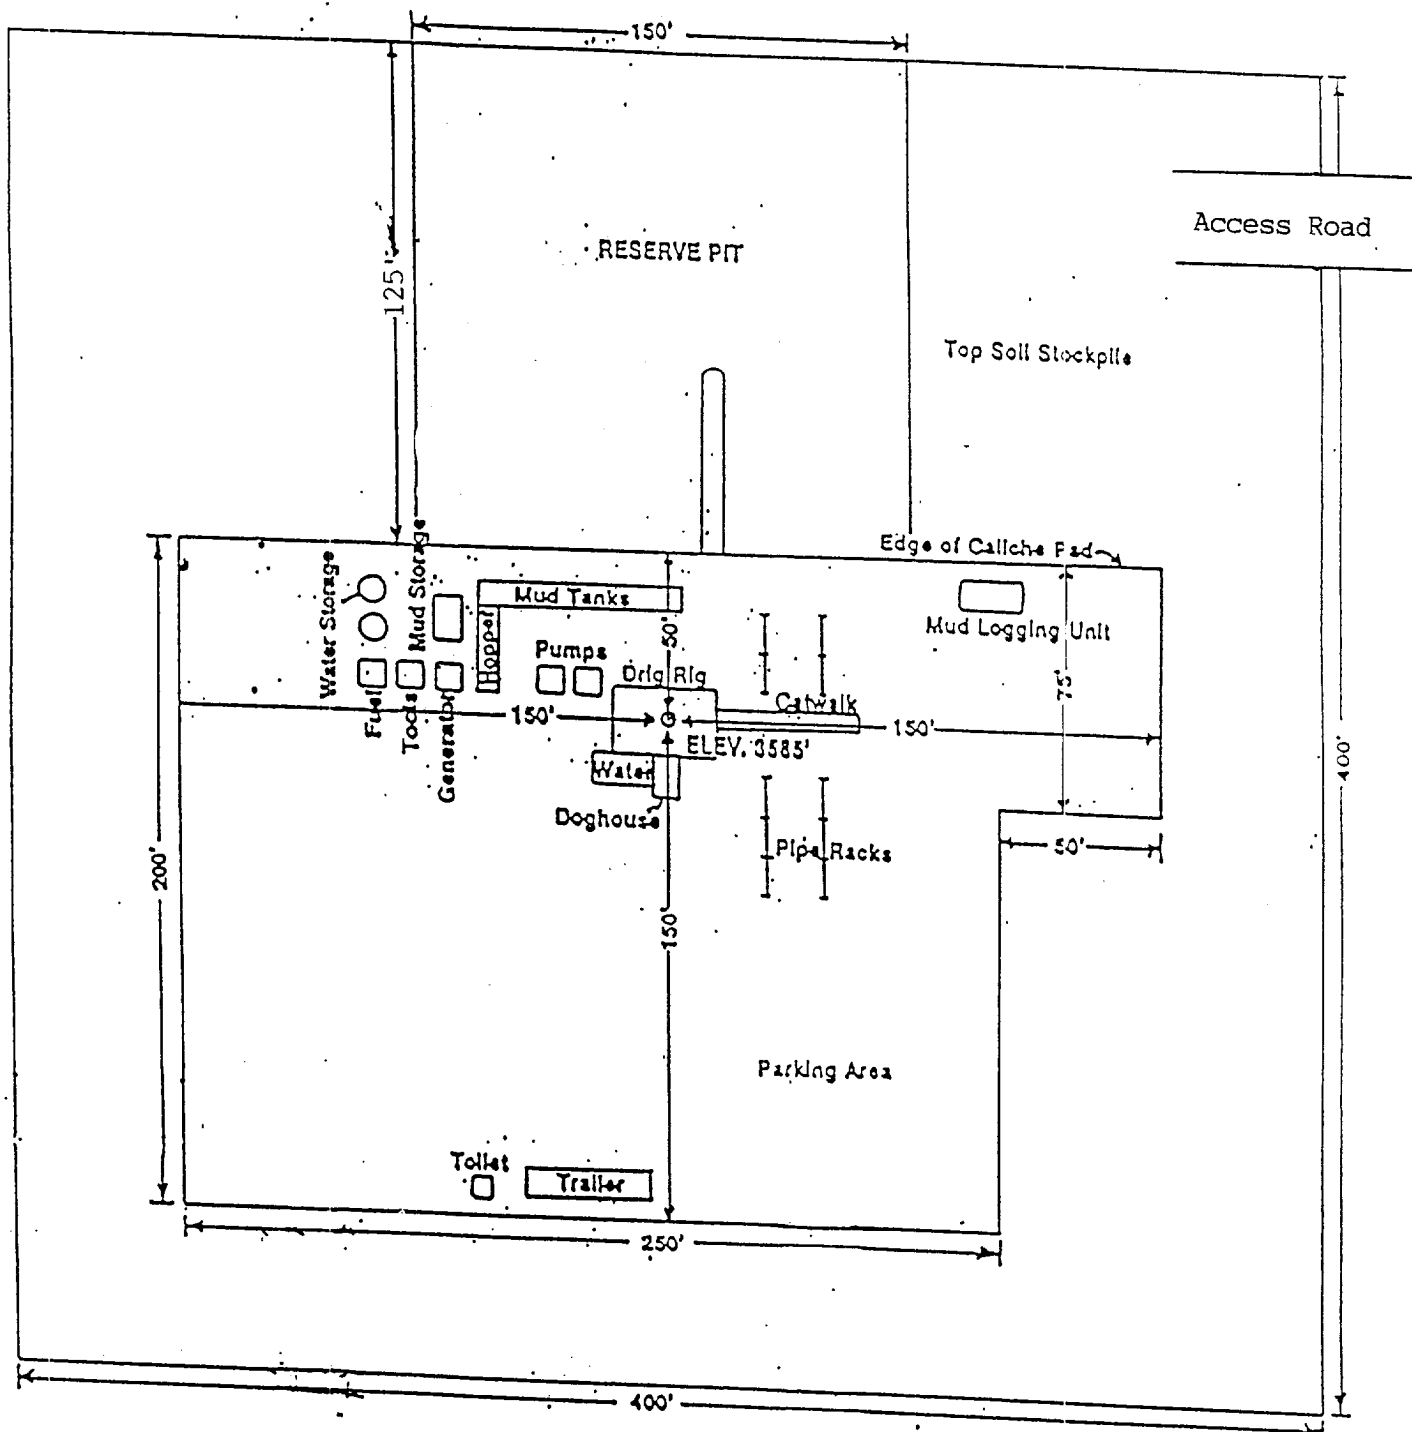 150'
Access Road
RESERVE PIT
125'
Top Soil Stockpile
Edge of Caliche Pad
Water Storage
Mud Storage
Mud Tanks
Hopper
Mud Logging Unit
50'
Pumps
Drig Rig
75'
Fuel
Tools
Generator
Catwalk
150'
150'
ELEV. 3585'
400'
Water
Doghouse
Pipe Racks
50'
200'
150'
Parking Area
Toilet
Trailer
250'
400'